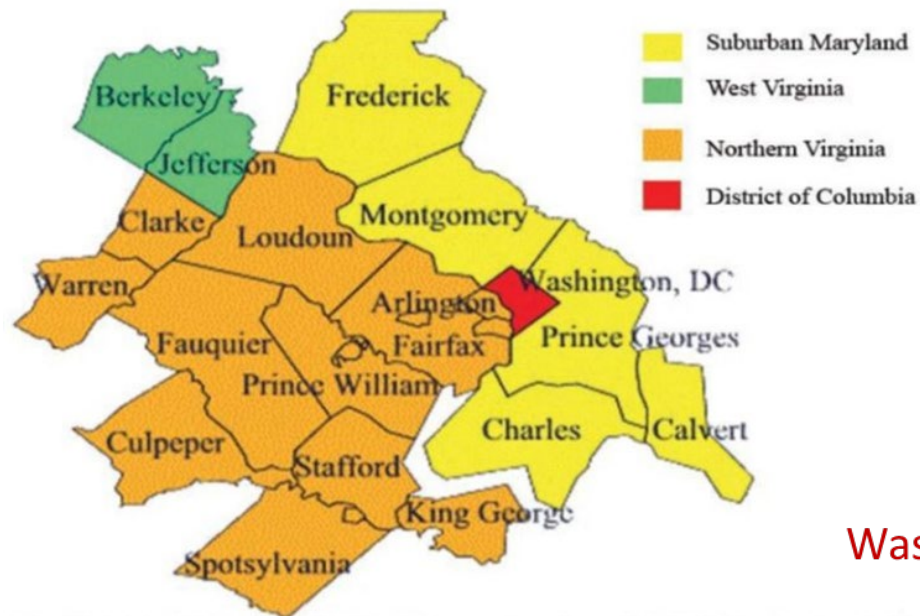 Suburban Maryland
West Virginia
Northern Virginia
District of Columbia
Berkeley
Frederick
Jefferson
Montgomery
Clarke
Loudoun
Warren
Washington, DC
Arlington
Prince Georges
Fauquier
Fairfax
Prince William
Charles
Calvert
Culpeper
Stafford
King George
Spotsylvania
Was